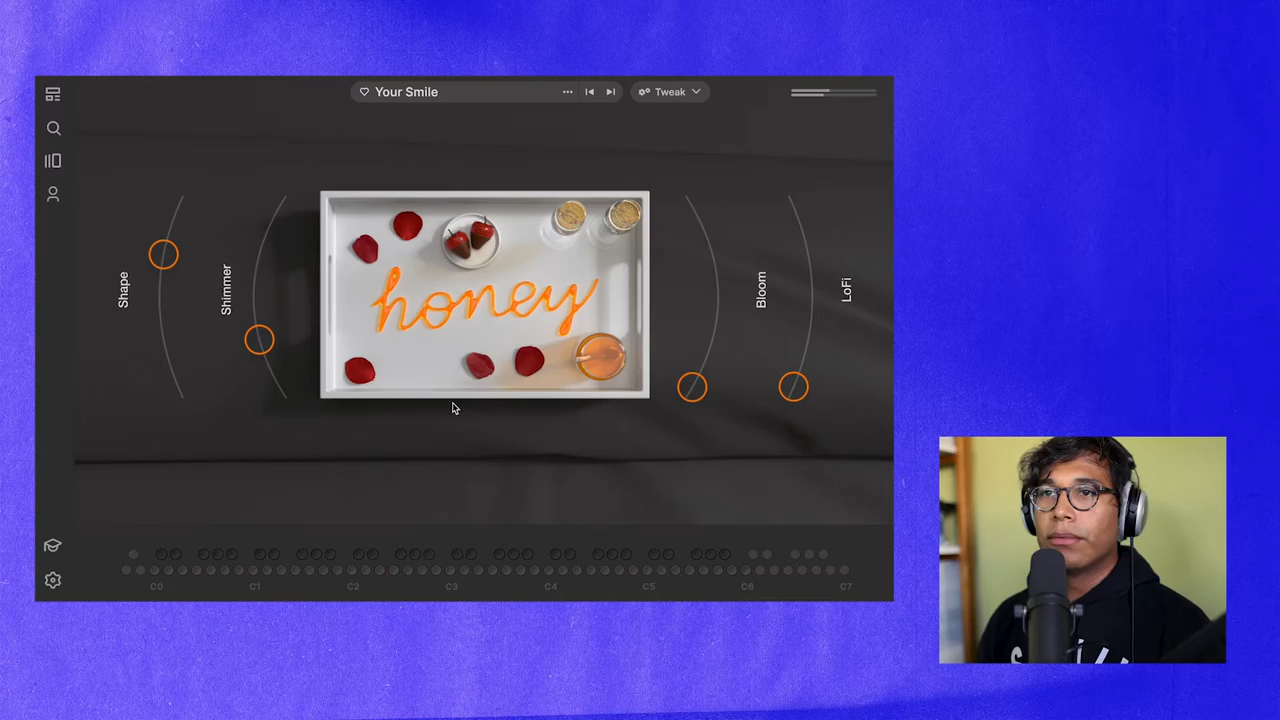 Your Smile
Tweak
Shape
Shimmer
honey
Bloom
LoFi
C0 C1 C2 C3 C4 C5 C6 C7